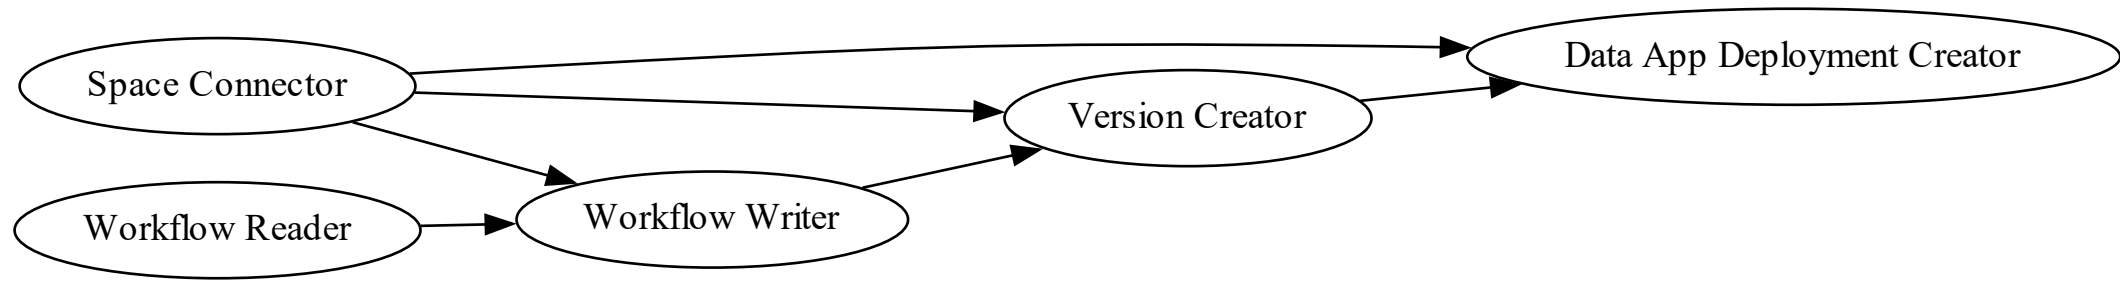 Space Connector
Workflow Reader
Workflow Writer
Version Creator
Data App Deployment Creator